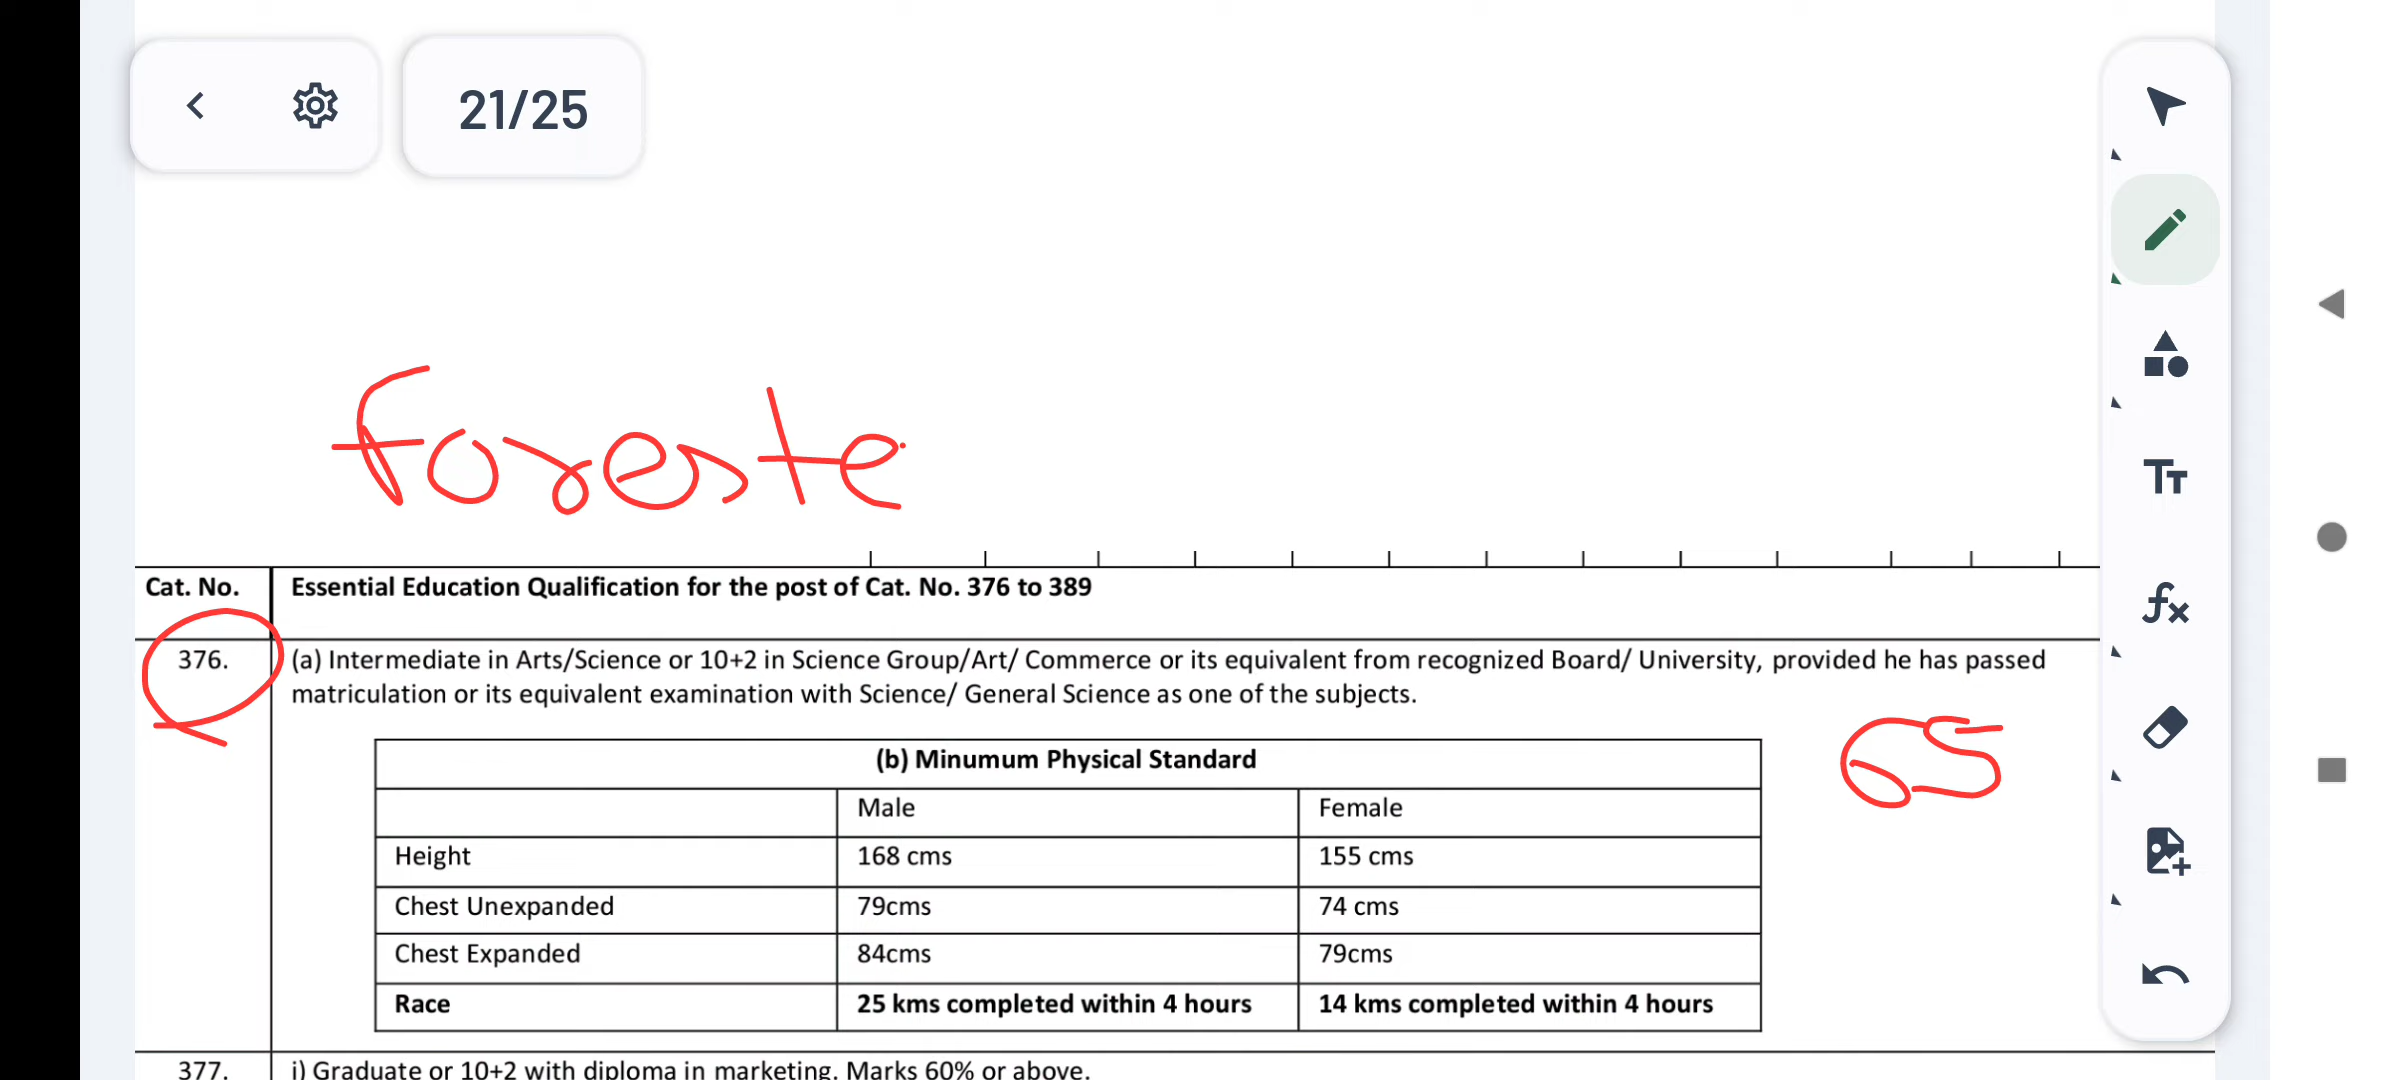 21/25
Foreste
Cat. No. Essential Education Qualification for the post of Cat. No. 376 to 389
376. (a) Intermediate in Arts/Science or 10+2 in Science Group/Art/ Commerce or its equivalent from recognized Board/ University, provided he has passed
matriculation or its equivalent examination with Science/ General Science as one of the subjects.
65
(b) Minumum Physical Standard
Male Female
Height 168 cms 155 cms
Chest Unexpanded 79cms 74 cms
Chest Expanded 84cms 79cms
Race 25 kms completed within 4 hours 14 kms completed within 4 hours
377. i) Graduate or 10+2 with diploma in marketing. Marks 60% or above.